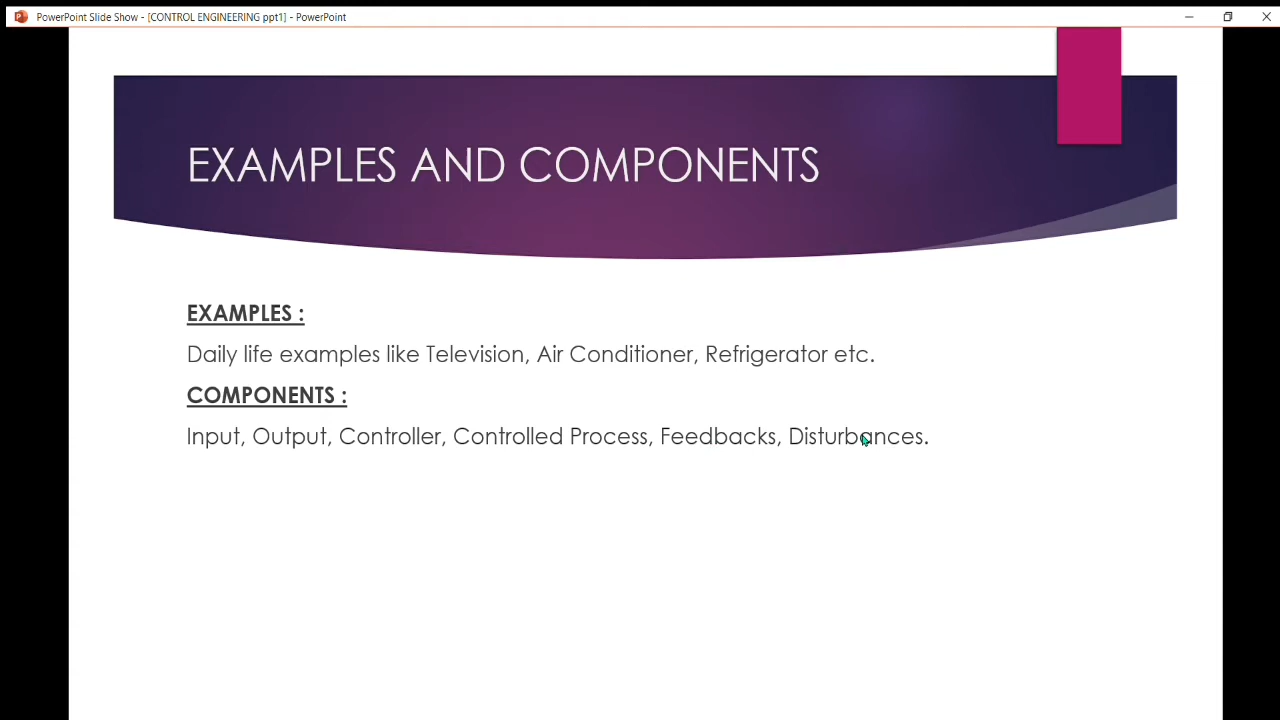 PowerPoint Slide Show - [CONTROL ENGINEERING ppt1] - PowerPoint
EXAMPLES AND COMPONENTS
EXAMPLES :
Daily life examples like Television, Air Conditioner, Refrigerator etc.
COMPONENTS :
Input, Output, Controller, Controlled Process, Feedbacks, Disturbances.